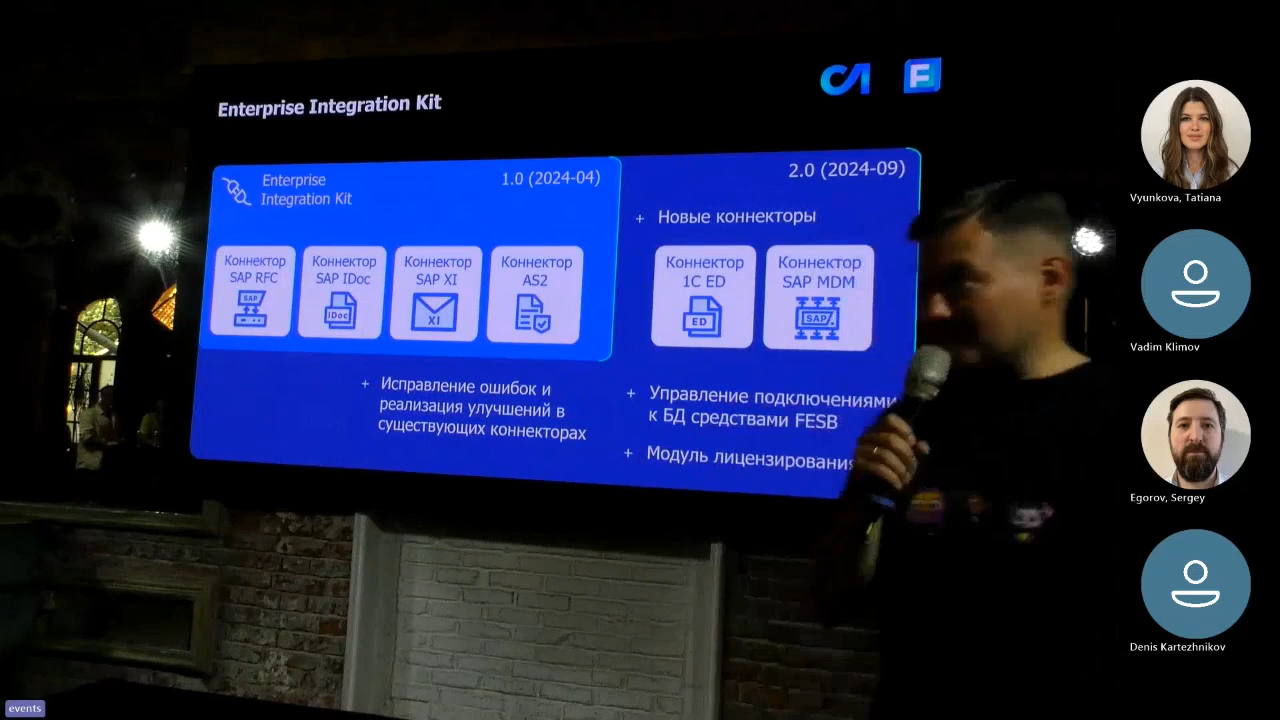 Enterprise Integration Kit
Enterprise
Integration Kit
1.0 (2024-04)
Коннектор
SAP RFC
SAP
Коннектор
SAP IDoc
IDoc
Коннектор
SAP XI
XI
Коннектор
AS2
2.0 (2024-09)
+ Новые коннекторы
Коннектор
1C ED
ED
Коннектор
SAP MDM
SAP
+ Исправление ошибок и
реализация улучшений в
существующих коннекторах
+ Управление подключениями
к БД средствами FESB
+ Модуль лицензирования
Vyunkova, Tatiana
Vadim Klimov
Egorov, Sergey
Denis Kartezhnikov
events